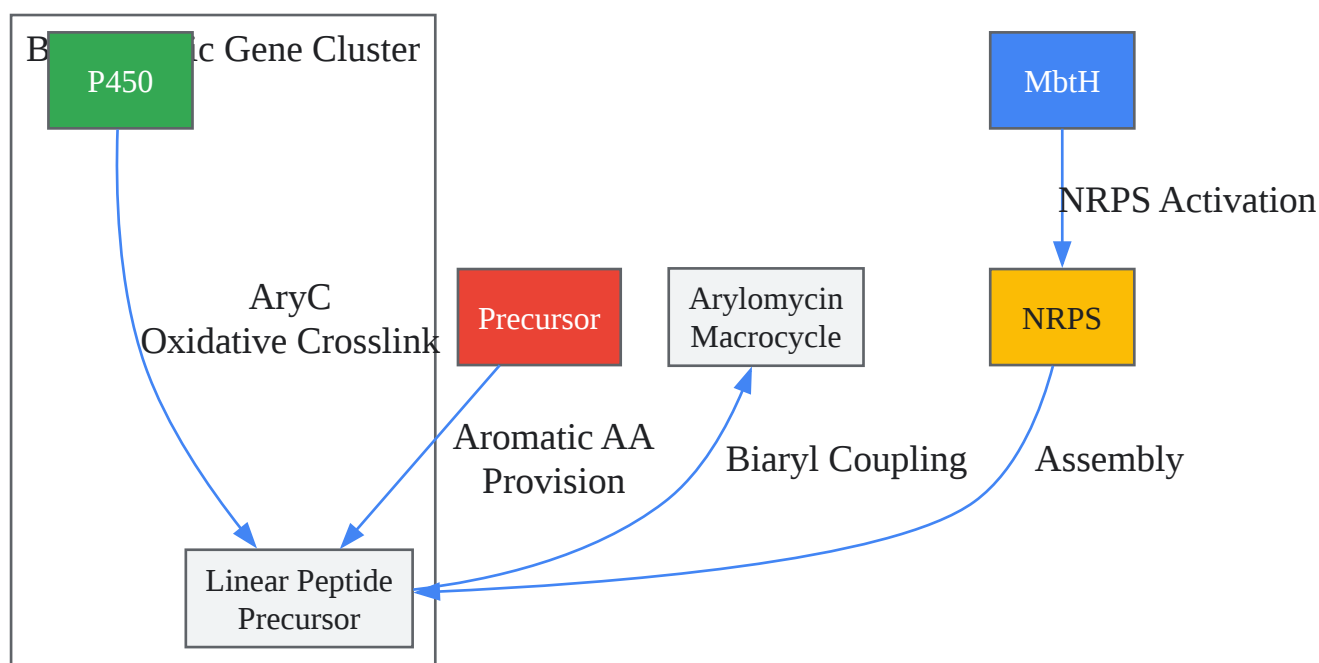 ic Gene Cluster
P450
MbtH
NRPS Activation
AryC
Oxidative Crosslink
Precursor
Arylomycin
Macrocycle
NRPS
Aromatic AA
Provision
Biaryl Coupling
Assembly
Linear Peptide
Precursor